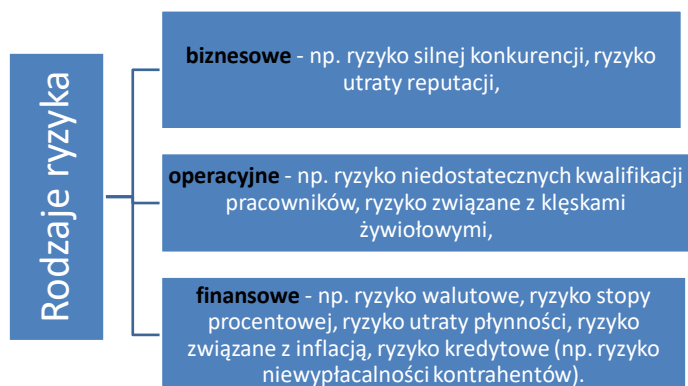 Rodzaje ryzyka
biznesowe - np. ryzyko silnej konkurencji, ryzyko
utraty reputacji,
operacyjne - np. ryzyko niedostatecznych kwalifikacji
pracowników, ryzyko związane z klęskami
żywiołowymi,
finansowe - np. ryzyko walutowe, ryzyko stopy
procentowej, ryzyko utraty płynności, ryzyko
związane z inflacją, ryzyko kredytowe (np. ryzyko
niewypłacalności kontrahentów).